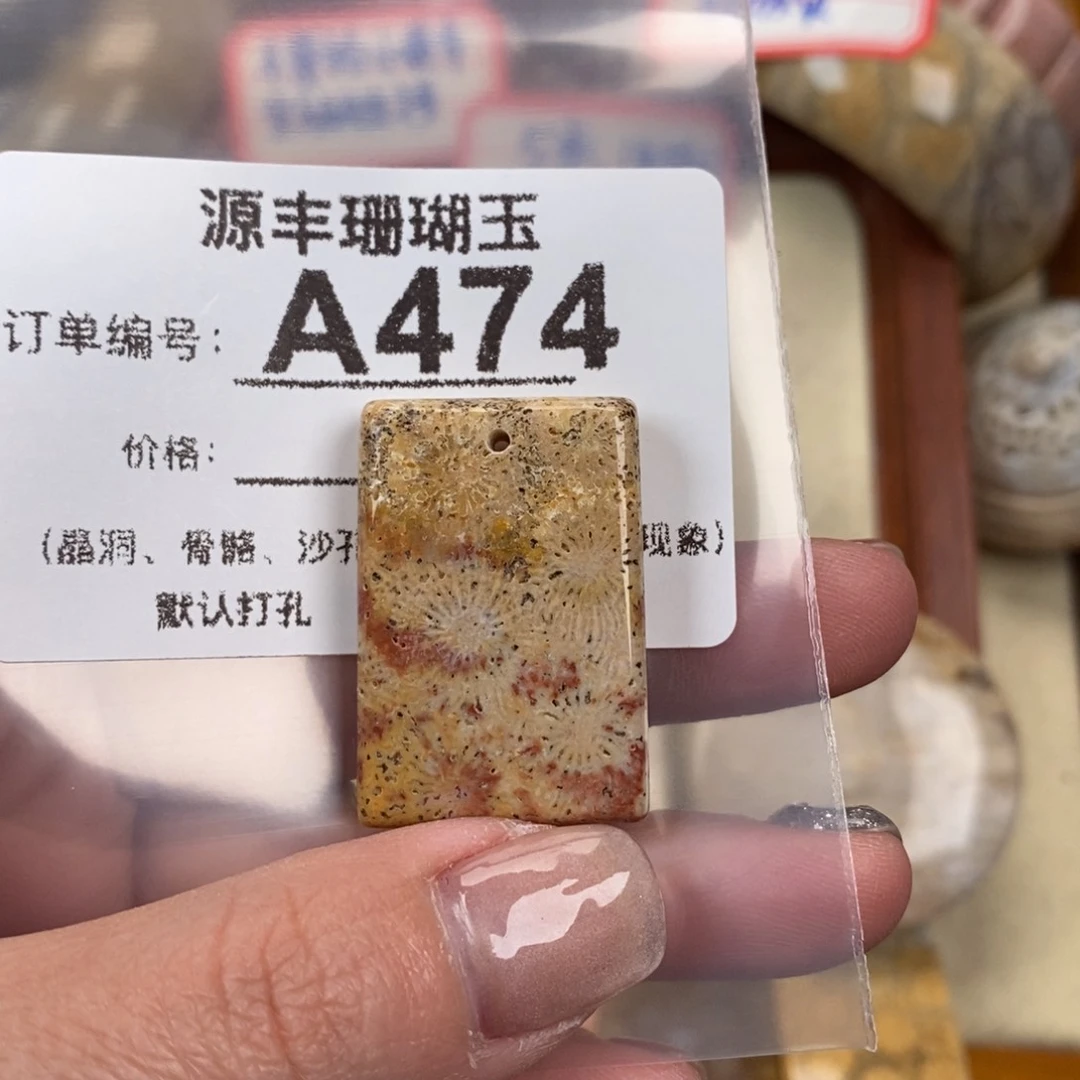 源丰珊瑚玉
订单编号: A474
价格:
(晶洞、骨骼、沙孔 现象)
默认打孔